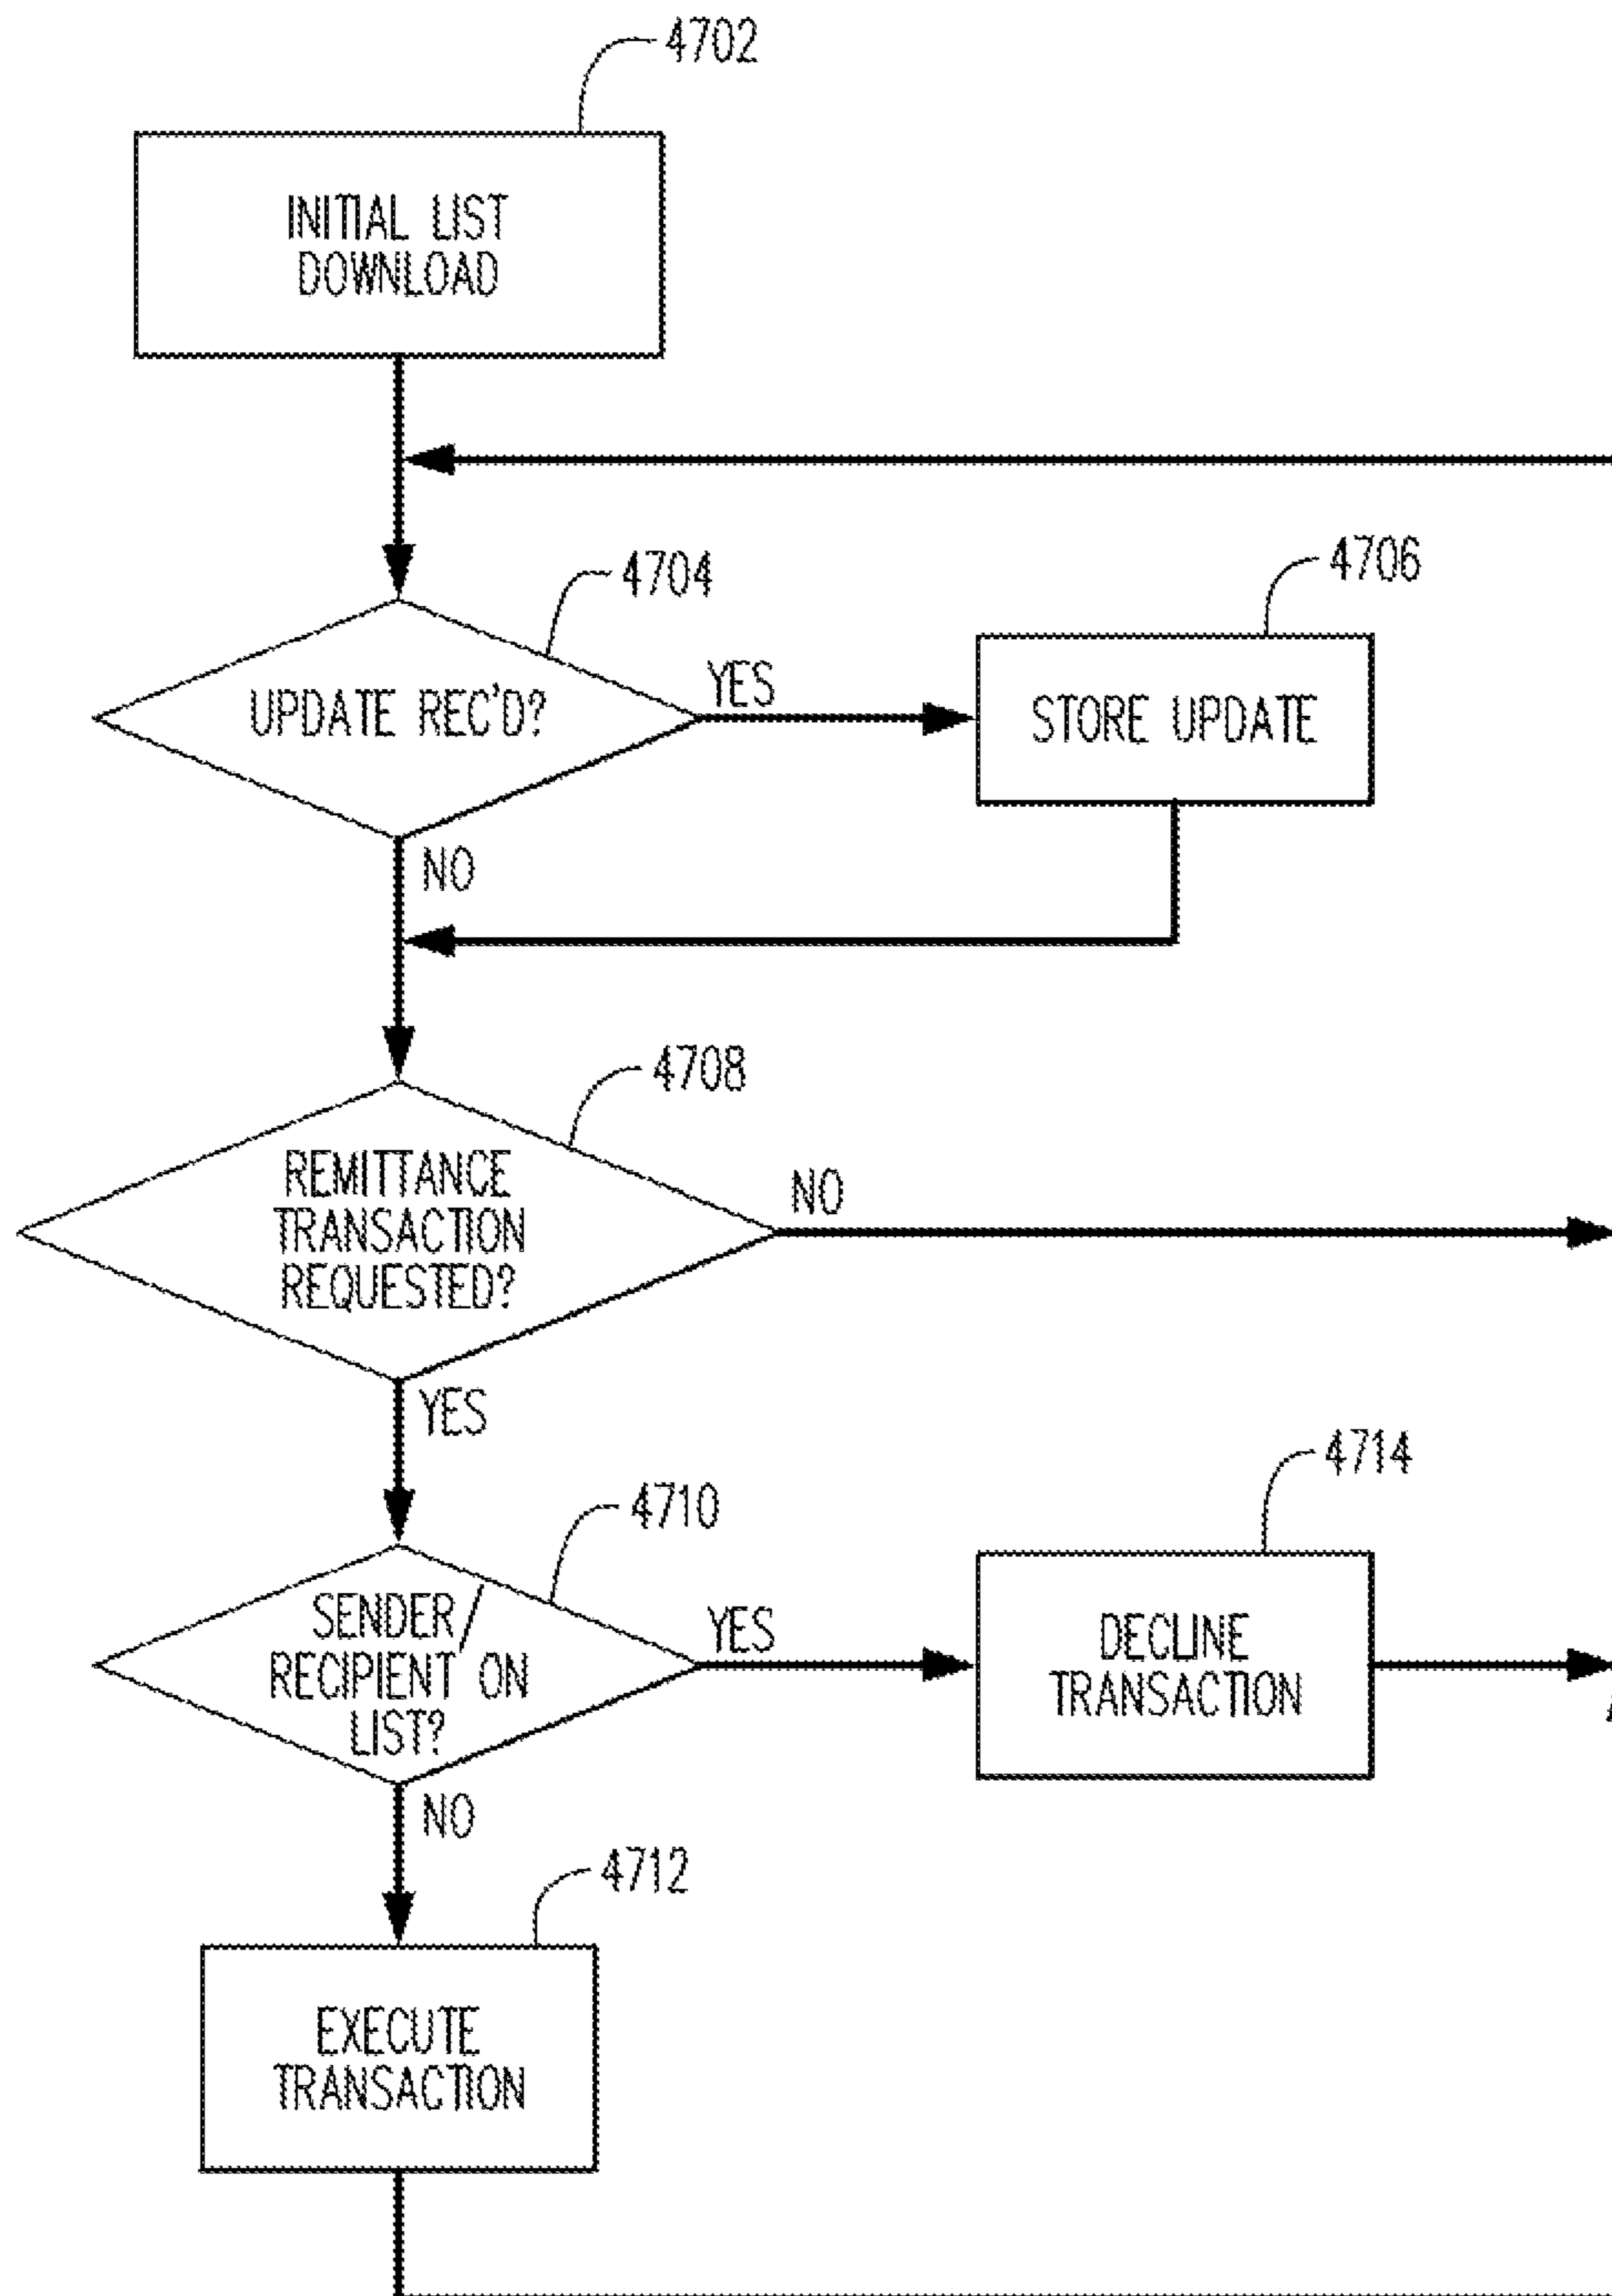 4702
INITIAL LIST
DOWNLOAD
4704
4706
UPDATE REC'D?
YES
STORE UPDATE
NO
4708
REMITTANCE
TRANSACTION
REQUESTED?
NO
YES
4710
4714
SENDER/
RECIPIENT ON
LIST?
YES
DECLINE
TRANSACTION
NO
4712
EXECUTE
TRANSACTION